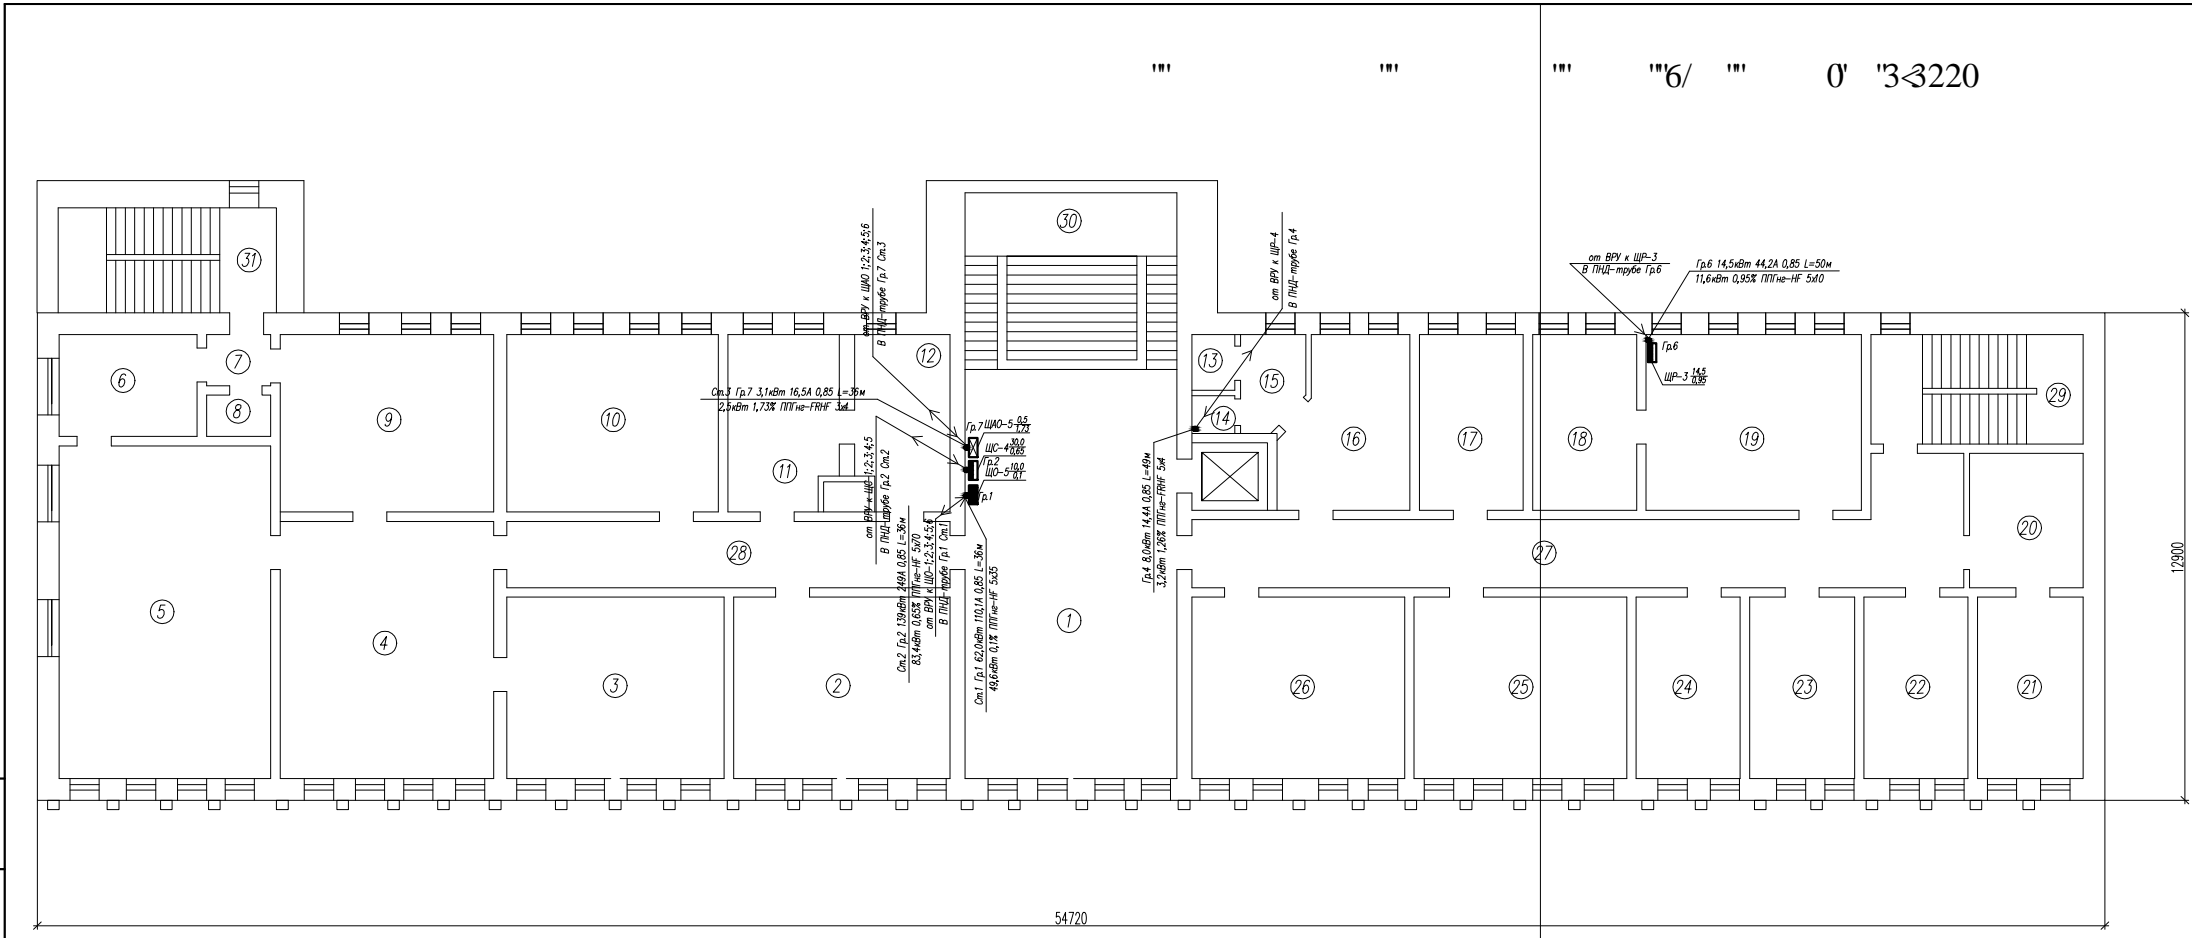 "" "" "" ""6/ "" 0' "3<3220
30
31
от ВРУ к ЩАО 1;2;3;4;5;6
В ПНД-трубе Гр.7 Ст.3
от ВРУ к ЩР-4
В ПНД-трубе Гр.4
от ВРУ к ЩР-3
В ПНД-трубе Гр.6
Гр.6 14,5кВт 44,2А 0,85 L=50м
11,6кВт 0,95% ППГнг-HF 5х10
Гр.6
ЩР-3 14,5
0,95
6
7
8
9
10
12
13
15
14
16
17
18
19
29
Ст.3 Гр.7 3,1кВт 16,5А 0,85 L=36м
2,5кВт 1,73% ППГнг-FRHF 3х4
Гр.7 ЩАО-5 0,5
1,73
ЩС-4 30,0
0,65
Гр.2
ЩО-5 10,0
0,1
Гр.1
11
от ВРУ к ЩС-1;2;3;4;5
В ПНД-трубе Гр.2 Ст.2
Ст.2 Гр.2 139кВт 249А 0,85 L=36м
83,4кВт 0,65% ППГнг-HF 5х70
от ВРУ к ЩО-1;2;3;4;5;6
В ПНД-трубе Гр.1 Ст.1
Ст.1 Гр.1 62,0кВт 110,1А 0,85 L=36м
49,6кВт 0,1% ППГнг-HF 5х35
Гр.4 8,0кВт 14,4А 0,85 L=49м
3,2кВт 1,26% ППГнг-FRHF 5х4
28
27
20
12900
5
4
3
2
1
26
25
24
23
22
21
54720